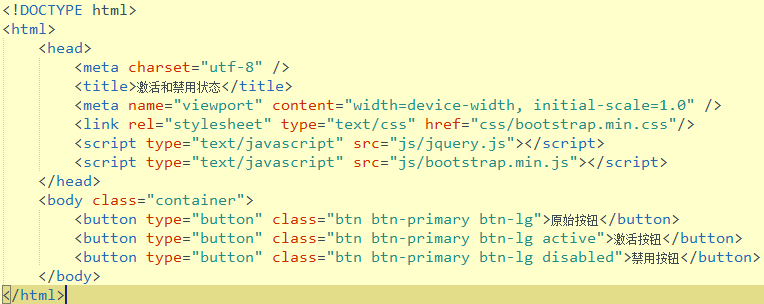 <!DOCTYPE html>
<html>
    <head>
        <meta charset="utf-8" />
        <title>激活和禁用状态</title>
        <meta name="viewport" content="width=device-width, initial-scale=1.0" />
        <link rel="stylesheet" type="text/css" href="css/bootstrap.min.css"/>
        <script type="text/javascript" src="js/jquery.js"></script>
        <script type="text/javascript" src="js/bootstrap.min.js"></script>
    </head>
    <body class="container">
        <button type="button" class="btn btn-primary btn-lg">原始按钮</button>
        <button type="button" class="btn btn-primary btn-lg active">激活按钮</button>
        <button type="button" class="btn btn-primary btn-lg disabled">禁用按钮</button>
    </body>
</html>